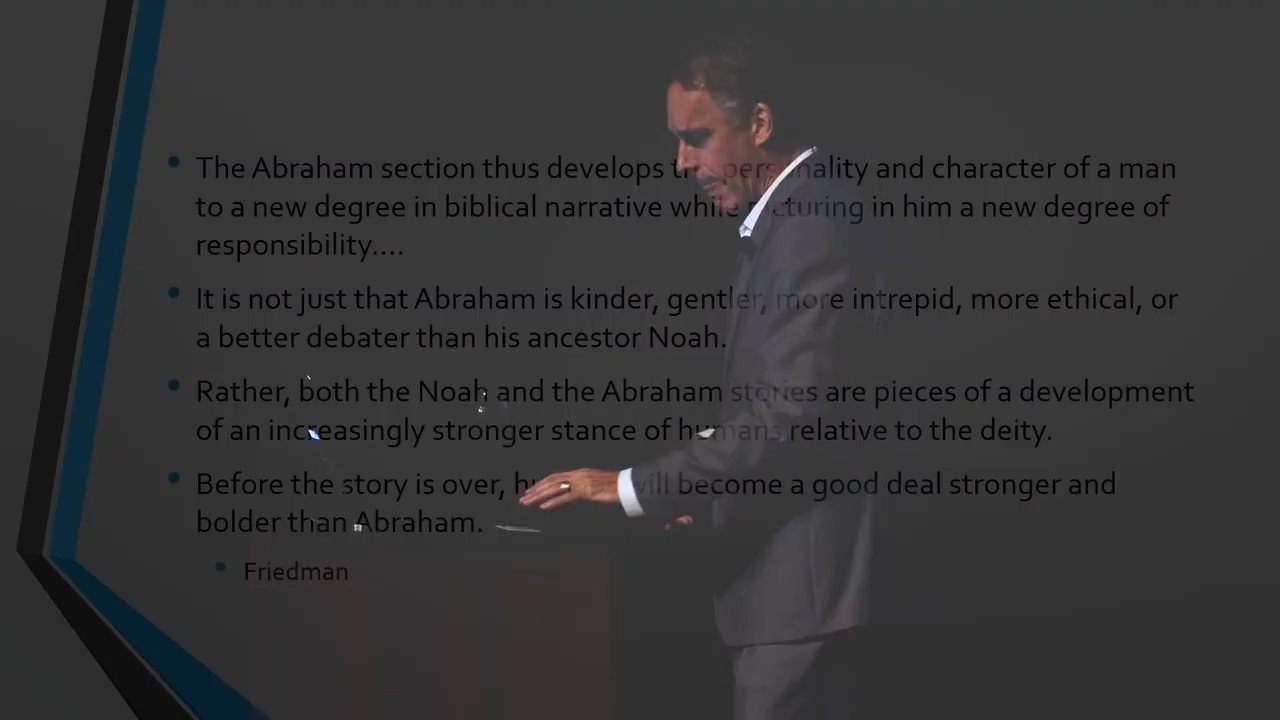 The Abraham section thus develops the personality and character of a man
to a new degree in biblical narrative while picturing in him a new degree of
responsibility....
It is not just that Abraham is kinder, gentler, more intrepid, more ethical, or
a better debater than his ancestor Noah.
Rather, both the Noah and the Abraham stories are pieces of a development
of an increasingly stronger stance of humans relative to the deity.
Before the story is over, will become a good deal stronger and
bolder than Abraham.
Friedman